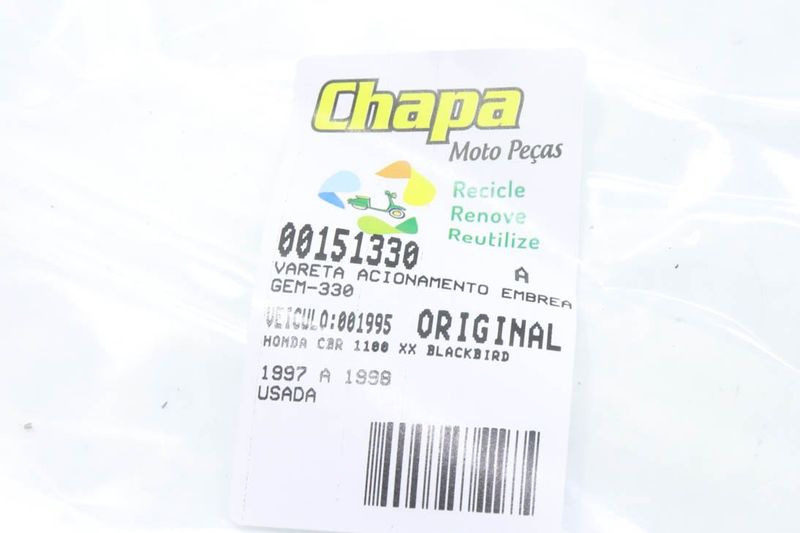 Chapa
Moto Peças
Recicle
Renove
Reutilize
00151330 A
VARETA ACIONAMENTO EMBREA
GEM-330
VEICULO:001995 ORIGINAL
HONDA CBR 1100 XX BLACKBIRD
1997 A 1998
USADA